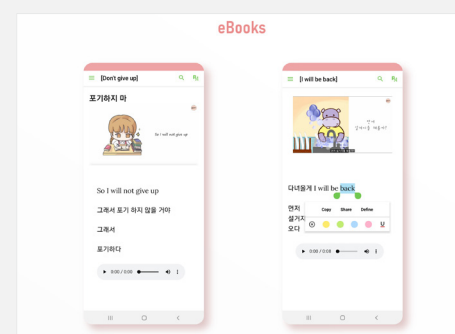 eBooks
[Don't give up]
포기하지 마
So I will not give up
So I will not give up
그래서 포기 하지 않을 거야
그래서
포기하다
0:00 / 0:00
[I will be back]
안녕
다녀올게 I will be back
먼저
설거지
오다
Copy Share Define
U
0:00 / 0:08